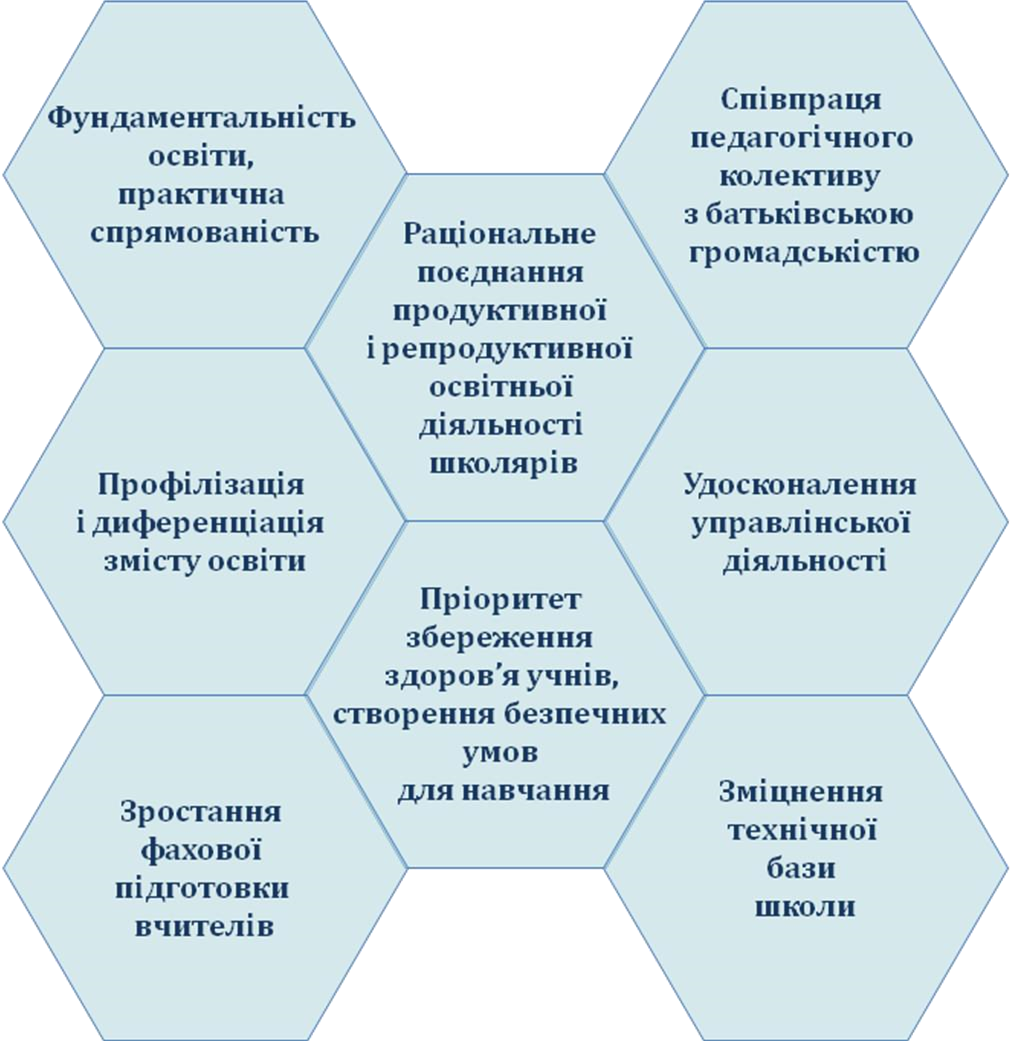 Фундаментальність
освіти,
практична
спрямованість
Співпраця
педагогічного
колективу
з батьківською
громадськістю
Раціональне
поєднання
продуктивної
і репродуктивної
освітньої
діяльності
школярів
Профілізація
і диференціація
змісту освіти
Удосконалення
управлінської
діяльності
Пріоритет
збереження
здоров’я учнів,
створення безпечних
умов
для навчання
Зростання
фахової
підготовки
вчителів
Зміцнення
технічної
бази
школи